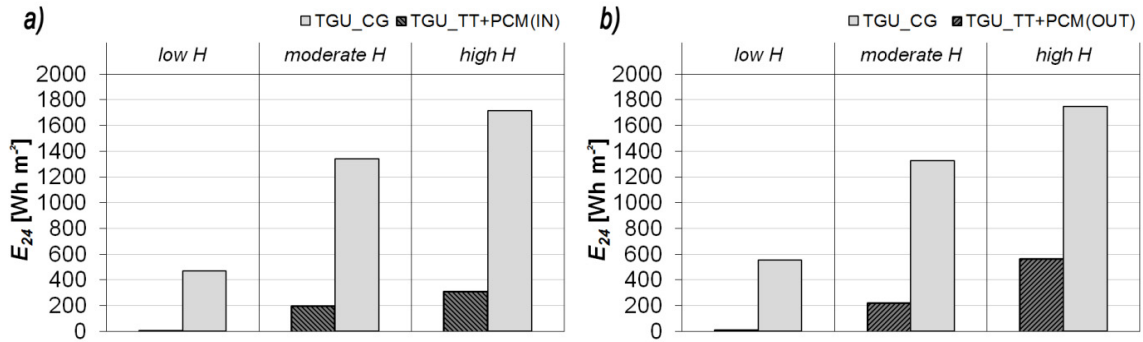 a)
TGU_CG TGU_TT+PCM(IN)
low H moderate H high H
2000
1800
1600
1400
1200
1000
800
600
400
200
0
E24 [Wh m-2]
b)
TGU_CG TGU_TT+PCM(OUT)
low H moderate H high H
2000
1800
1600
1400
1200
1000
800
600
400
200
0
E24 [Wh m-2]